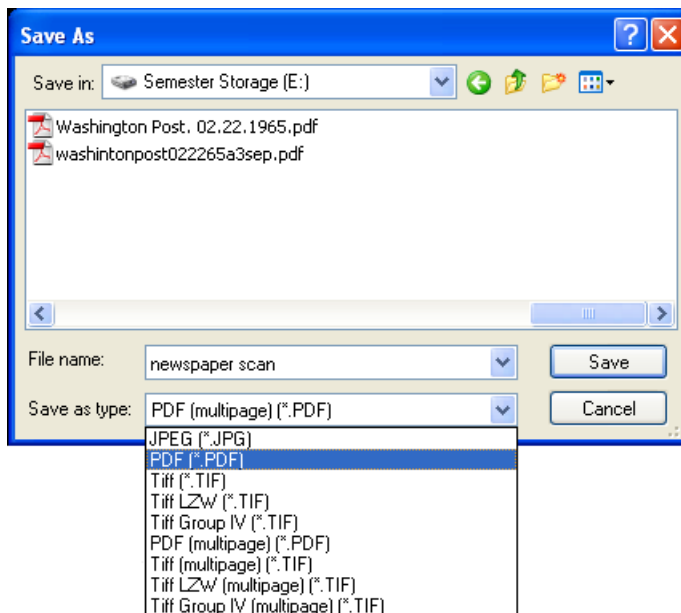 Save As
Save in: Semester Storage (E:)
Washington Post. 02.22.1965.pdf
washintonpost022265a3sep.pdf
File name: newspaper scan Save
Save as type: PDF (multipage) (*.PDF) Cancel
JPEG (*.JPG)
PDF (*.PDF)
Tiff (*.TIF)
Tiff LZW (*.TIF)
Tiff Group IV (*.TIF)
PDF (multipage) (*.PDF)
Tiff (multipage) (*.TIF)
Tiff LZW (multipage) (*.TIF)
Tiff Group IV (multipage) (*.TIF)